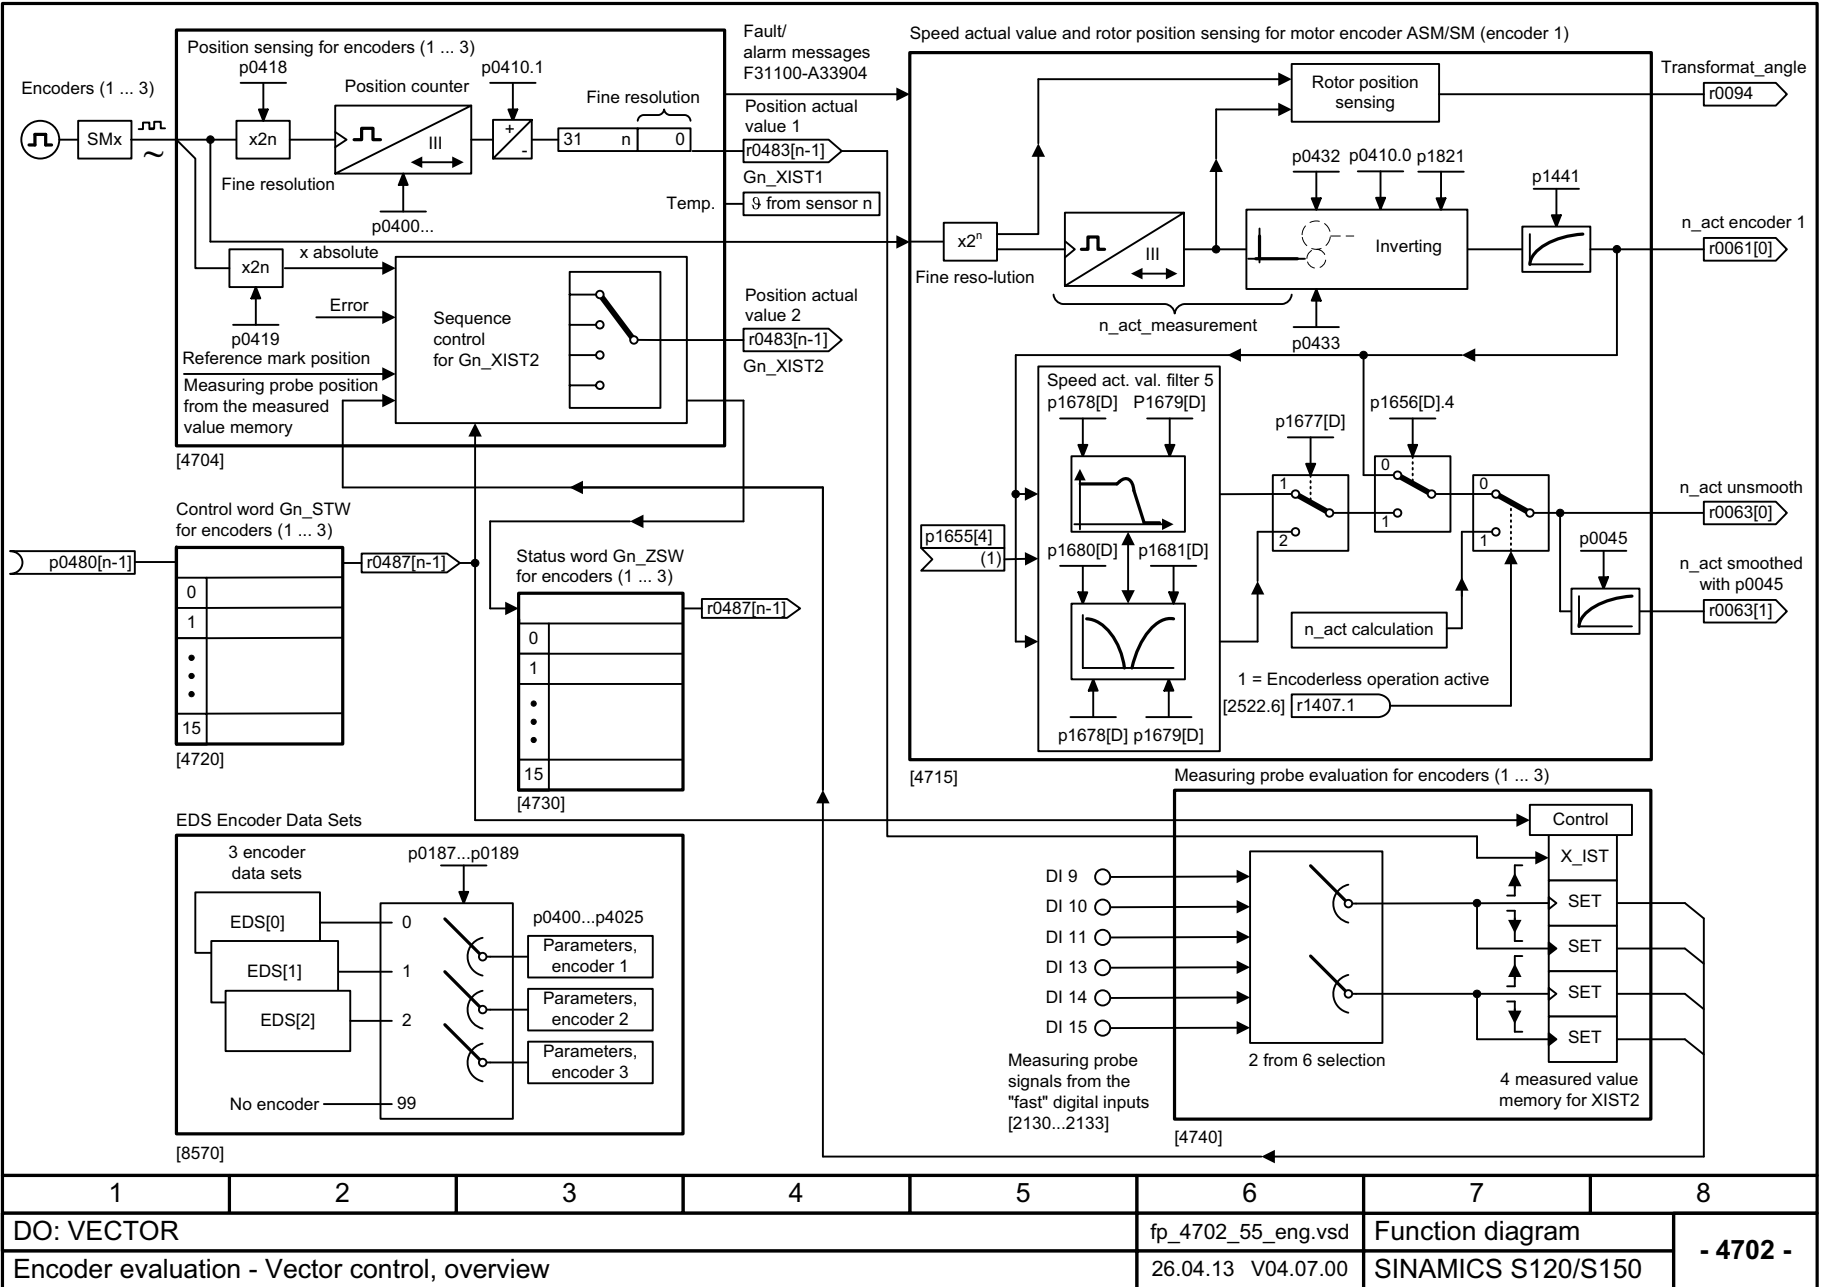 Encoders (1 ... 3)
SMx
Position sensing for encoders (1 ... 3)
p0418
x2n
Fine resolution
Position counter
III
p0400...
p0410.1
+
-
Fine resolution
31 n 0
Fault/
alarm messages
F31100-A33904
Position actual
value 1
r0483[n-1]
Gn_XIST1
Temp.
ϑ from sensor n
x2n
p0419
x absolute
Error
Reference mark position
Measuring probe position
from the measured
value memory
Sequence
control
for Gn_XIST2
Position actual
value 2
r0483[n-1]
Gn_XIST2
[4704]
Speed actual value and rotor position sensing for motor encoder ASM/SM (encoder 1)
Rotor position
sensing
Transformat_angle
r0094
x2ⁿ
Fine reso-lution
III
n_act_measurement
p0432 p0410.0 p1821
Inverting
p0433
p1441
n_act encoder 1
r0061[0]
Speed act. val. filter 5
p1678[D] P1679[D]
p1680[D] p1681[D]
p1678[D] p1679[D]
p1655[4]
(1)
p1677[D]
1
2
p1656[D].4
0
1
0
1
n_act unsmooth
r0063[0]
p0045
n_act smoothed
with p0045
r0063[1]
n_act calculation
1 = Encoderless operation active
[2522.6] r1407.1
[4715]
Control word Gn_STW
for encoders (1 ... 3)
p0480[n-1]
r0487[n-1]
0
1
15
[4720]
Status word Gn_ZSW
for encoders (1 ... 3)
r0487[n-1]
0
1
15
[4730]
EDS Encoder Data Sets
3 encoder
data sets
EDS[0]
EDS[1]
EDS[2]
No encoder
p0187...p0189
0
1
2
99
p0400...p4025
Parameters,
encoder 1
Parameters,
encoder 2
Parameters,
encoder 3
[8570]
Measuring probe evaluation for encoders (1 ... 3)
DI 9
DI 10
DI 11
DI 13
DI 14
DI 15
Measuring probe
signals from the
"fast" digital inputs
[2130...2133]
2 from 6 selection
Control
X_IST
SET
SET
SET
SET
4 measured value
memory for XIST2
[4740]
1 2 3 4 5 6 7 8
DO: VECTOR
fp_4702_55_eng.vsd
Function diagram
- 4702 -
Encoder evaluation - Vector control, overview
26.04.13 V04.07.00
SINAMICS S120/S150